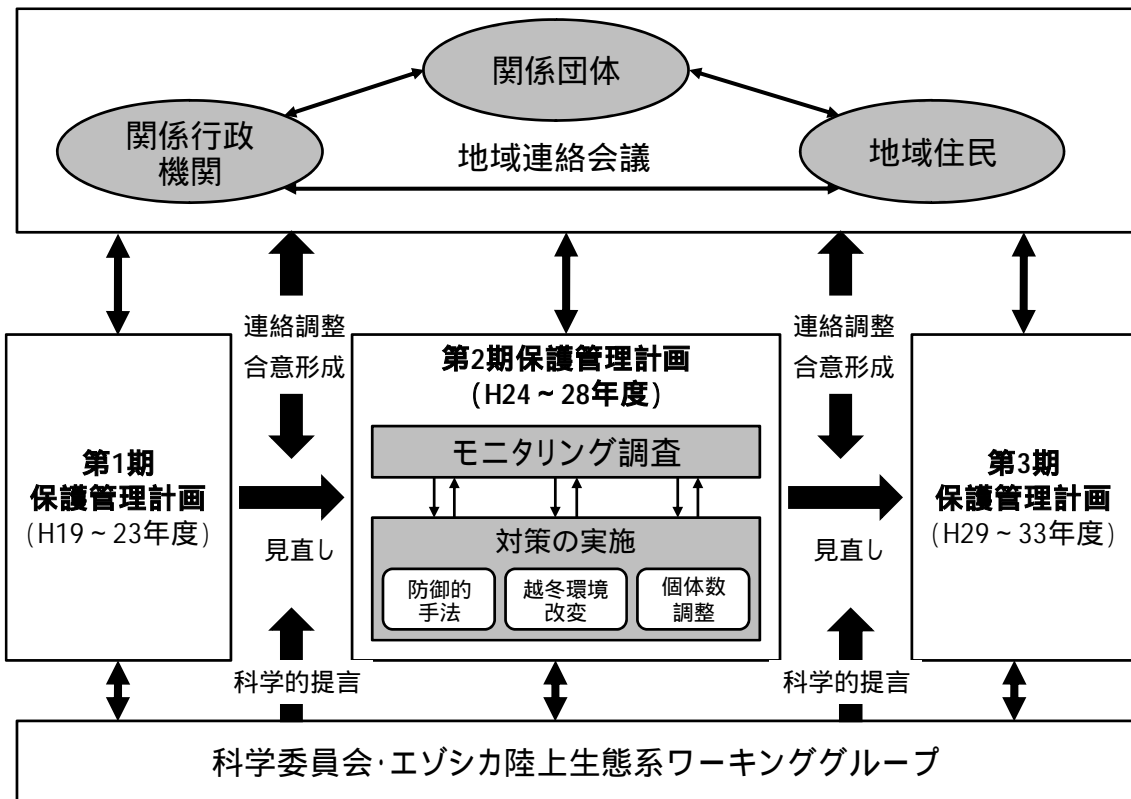 関係団体
関係行政
機関
地域連絡会議
地域住民
連絡調整
合意形成
連絡調整
合意形成
第1期
保護管理計画
(H19~23年度)
見直し
第2期保護管理計画
(H24~28年度)
モニタリング調査
対策の実施
防御的
手法
越冬環境
改変
個体数
調整
見直し
第3期
保護管理計画
(H29~33年度)
科学的提言
科学的提言
科学委員会・エゾシカ陸上生態系ワーキンググループ